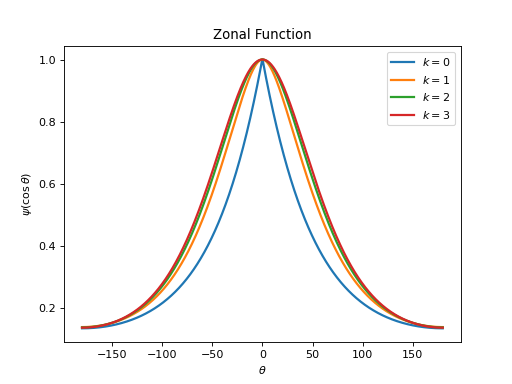 Zonal Function
1.0
0.8
0.6
0.4
0.2
ψ(cos θ)
−150
−100
−50
0
50
100
150
θ
k = 0
k = 1
k = 2
k = 3